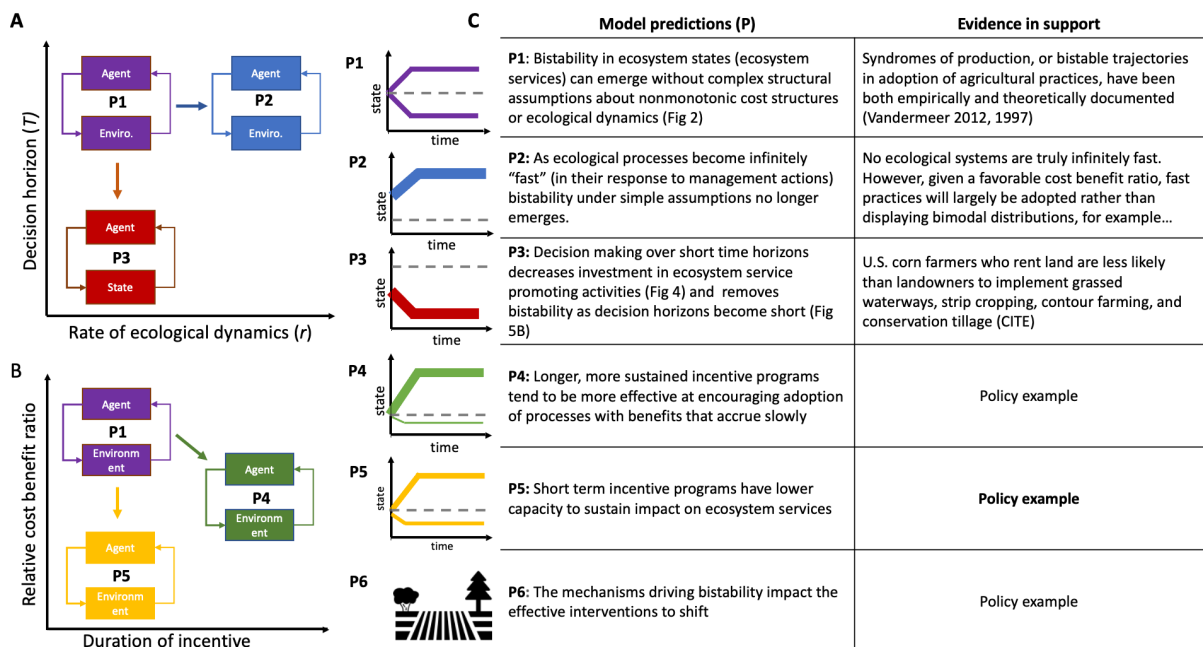 A
Decision horizon (T)
Agent
P1
Enviro.
Agent
P2
Enviro.
Agent
P3
State
Rate of ecological dynamics (r)
B
Relative cost benefit ratio
Agent
P1
Environm
ent
Agent
P4
Environm
ent
Agent
P5
Environm
ent
Duration of incentive
C
Model predictions (P)
Evidence in support
P1
state
time
P1: Bistability in ecosystem states (ecosystem
services) can emerge without complex structural
assumptions about nonmonotonic cost structures
or ecological dynamics (Fig 2)
Syndromes of production, or bistable trajectories
in adoption of agricultural practices, have been
both empirically and theoretically documented
(Vandermeer 2012, 1997)
P2
state
time
P2: As ecological processes become infinitely
“fast” (in their response to management actions)
bistability under simple assumptions no longer
emerges.
No ecological systems are truly infinitely fast.
However, given a favorable cost benefit ratio, fast
practices will largely be adopted rather than
displaying bimodal distributions, for example…
P3
state
time
P3: Decision making over short time horizons
decreases investment in ecosystem service
promoting activities (Fig 4) and removes
bistability as decision horizons become short (Fig
5B)
U.S. corn farmers who rent land are less likely
than landowners to implement grassed
waterways, strip cropping, contour farming, and
conservation tillage (CITE)
P4
state
time
P4: Longer, more sustained incentive programs
tend to be more effective at encouraging adoption
of processes with benefits that accrue slowly
Policy example
P5
state
time
P5: Short term incentive programs have lower
capacity to sustain impact on ecosystem services
Policy example
P6
P6: The mechanisms driving bistability impact the
effective interventions to shift
Policy example